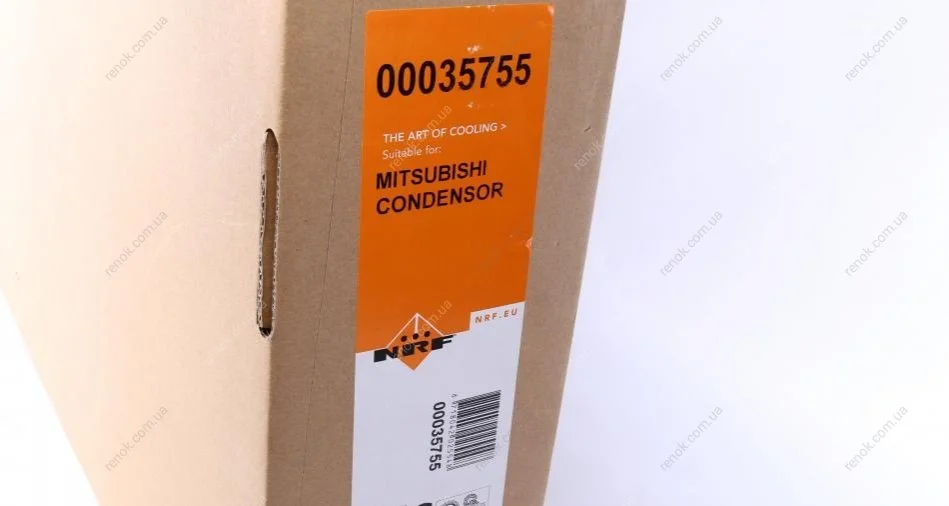 00035755
THE ART OF COOLING >
Suitable for:
MITSUBISHI
CONDENSOR
NRF.EU
NRF
00035755
renok.com.ua